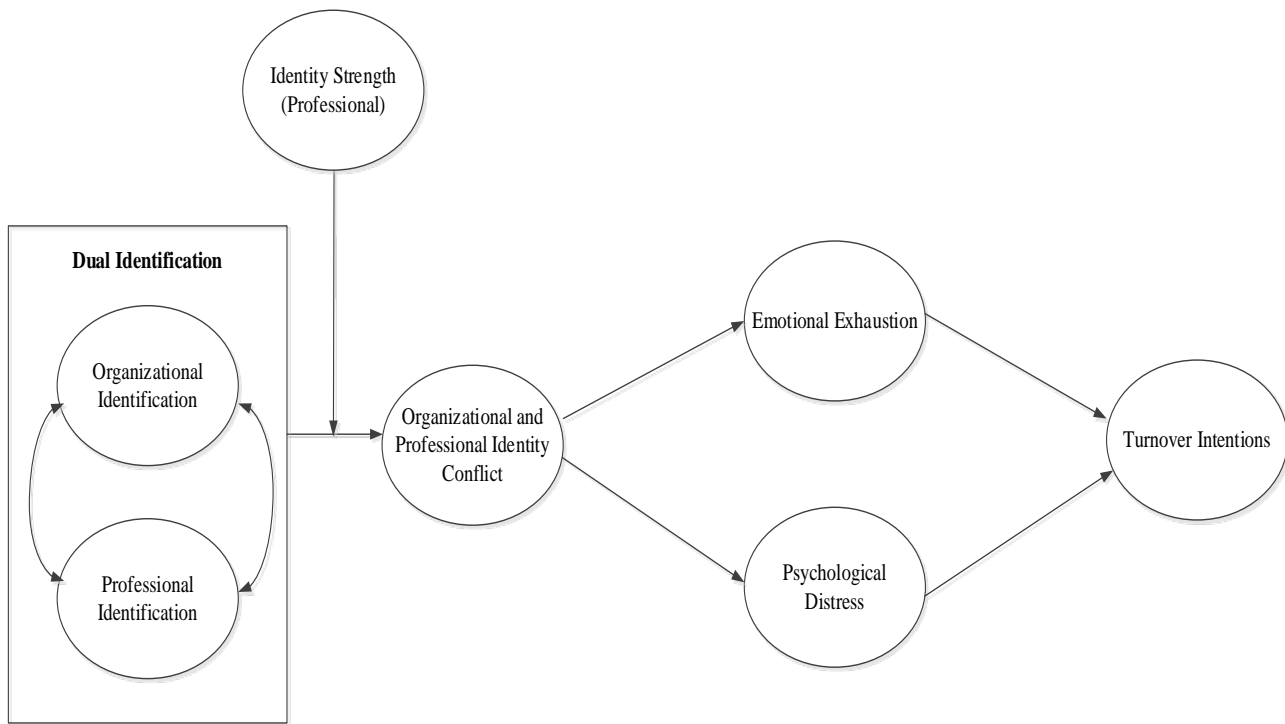 Identity Strength
(Professional)
Dual Identification
Organizational
Identification
Professional
Identification
Organizational and
Professional Identity
Conflict
Emotional Exhaustion
Psychological
Distress
Turnover Intentions